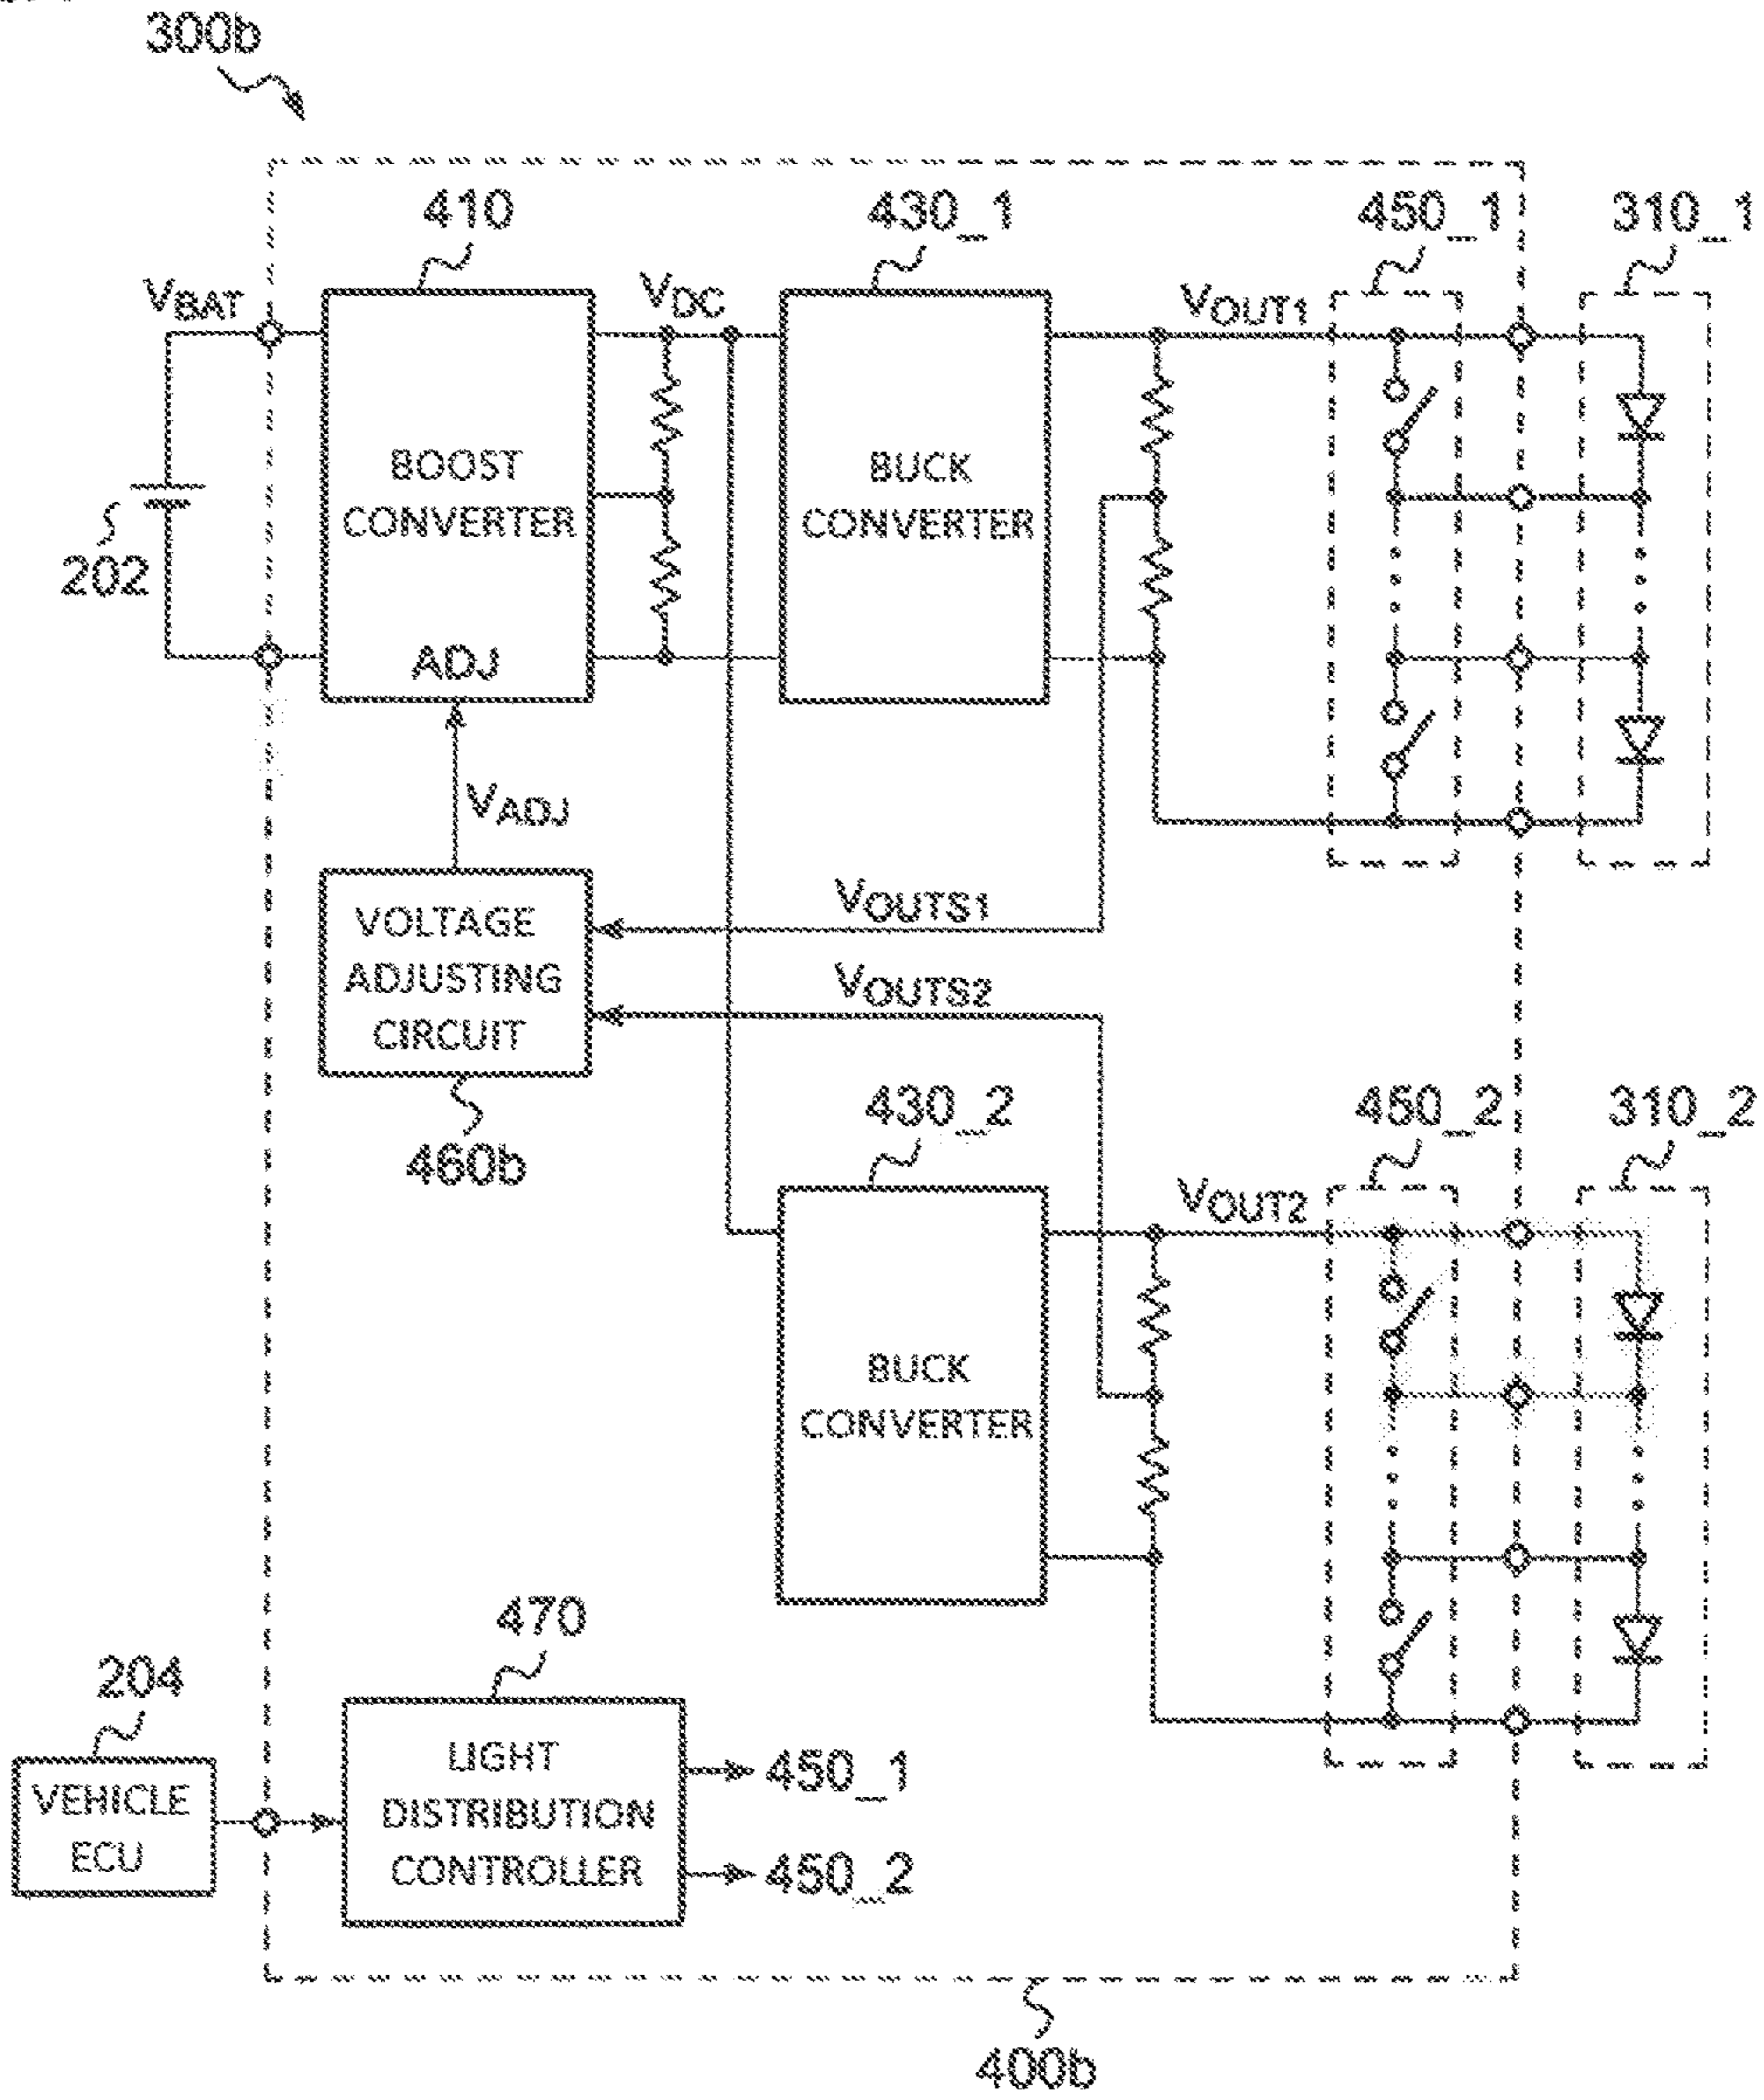 300b
410
430_1
450_1
310_1
VBAT
VDC
VOUT1
BOOST
CONVERTER
BUCK
CONVERTER
202
ADJ
VADJ
VOLTAGE
ADJUSTING
CIRCUIT
VOUTS1
VOUTS2
460b
430_2
450_2
310_2
VOUT2
BUCK
CONVERTER
470
204
VEHICLE
ECU
LIGHT
DISTRIBUTION
CONTROLLER
450_1
450_2
400b